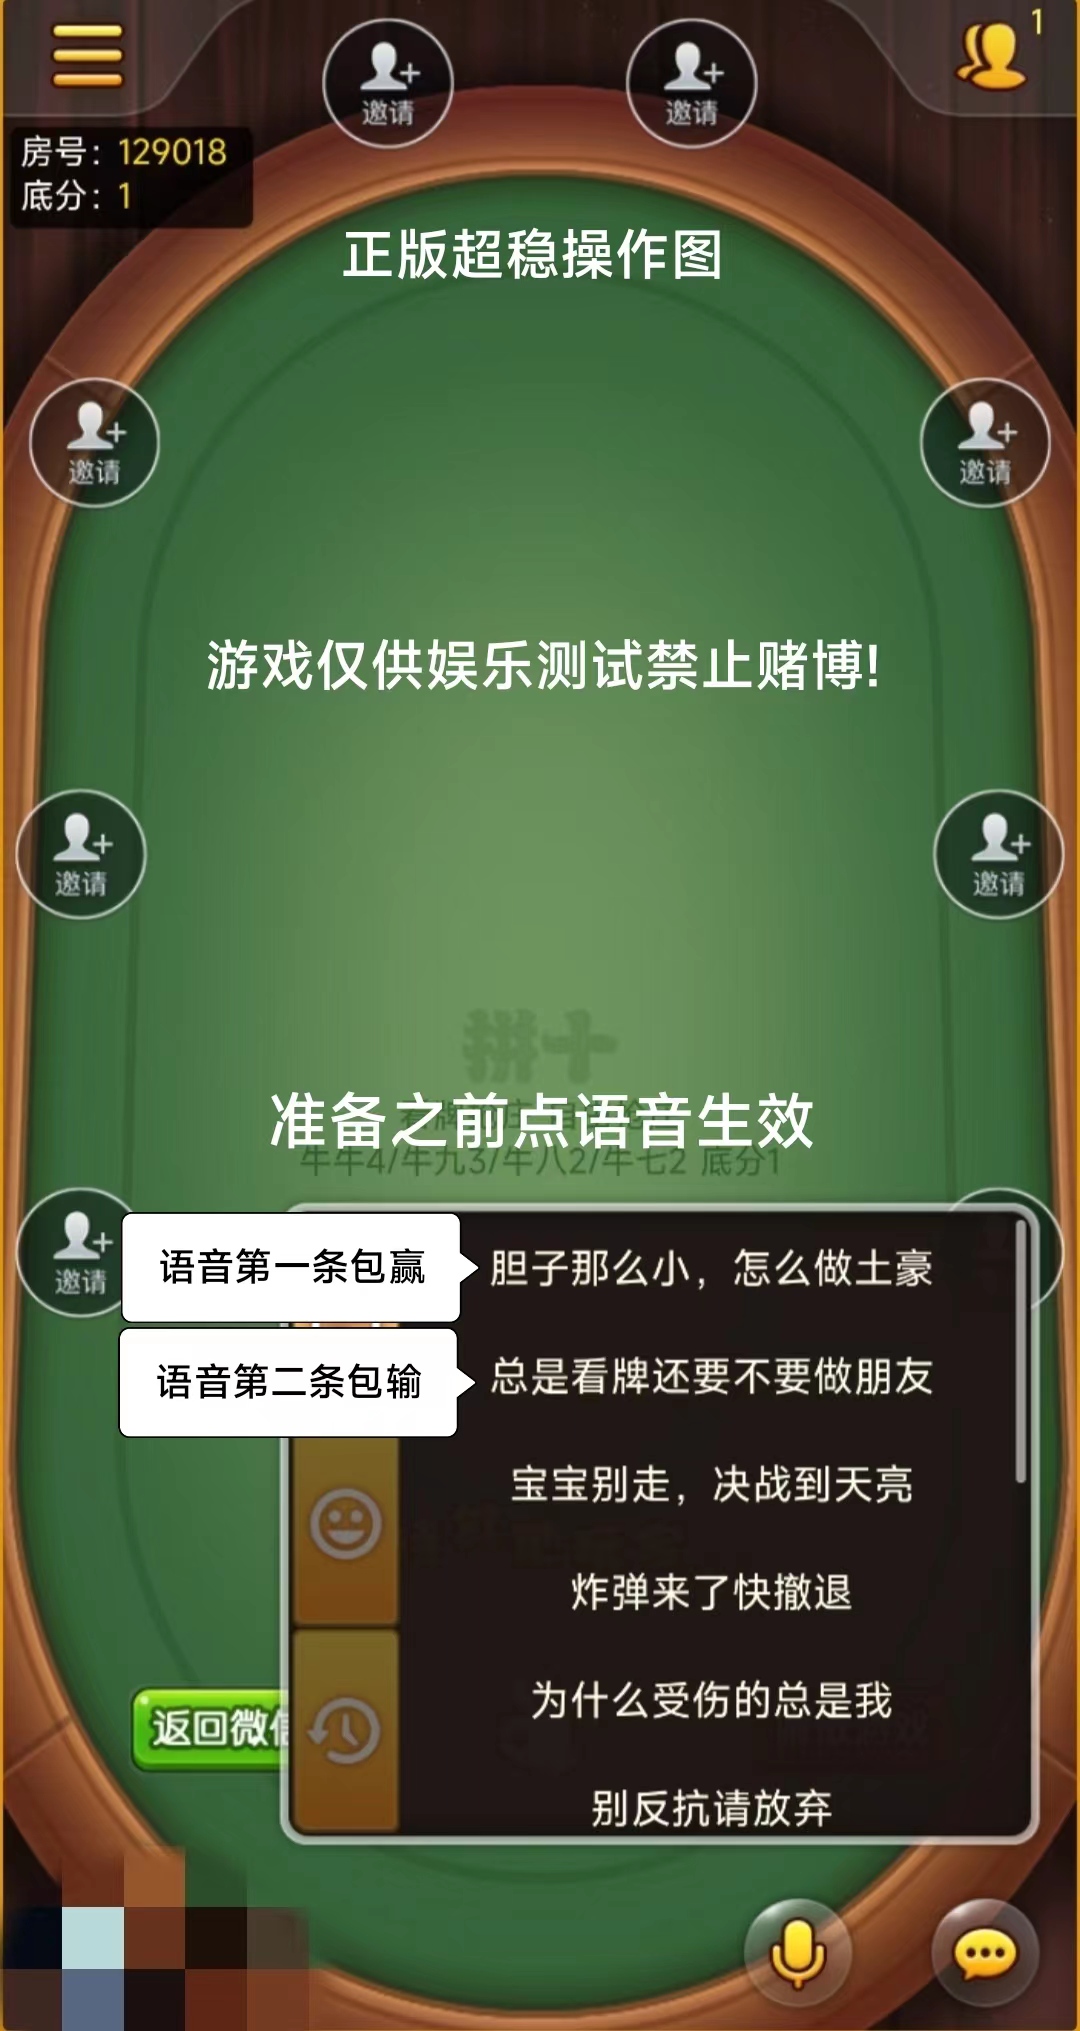 1
邀请
邀请
房号：129018
底分：1
正版超稳操作图
邀请
邀请
游戏仅供娱乐测试禁止赌博!
邀请
邀请
拼十
准备之前点语音生效
牛牛4/牛九3/牛八2/牛七2 底分1
邀请
语音第一条包赢
胆子那么小，怎么做土豪
语音第二条包输
总是看牌还要不要做朋友
宝宝别走，决战到天亮
炸弹来了快撤退
为什么受伤的总是我
返回微信
别反抗请放弃